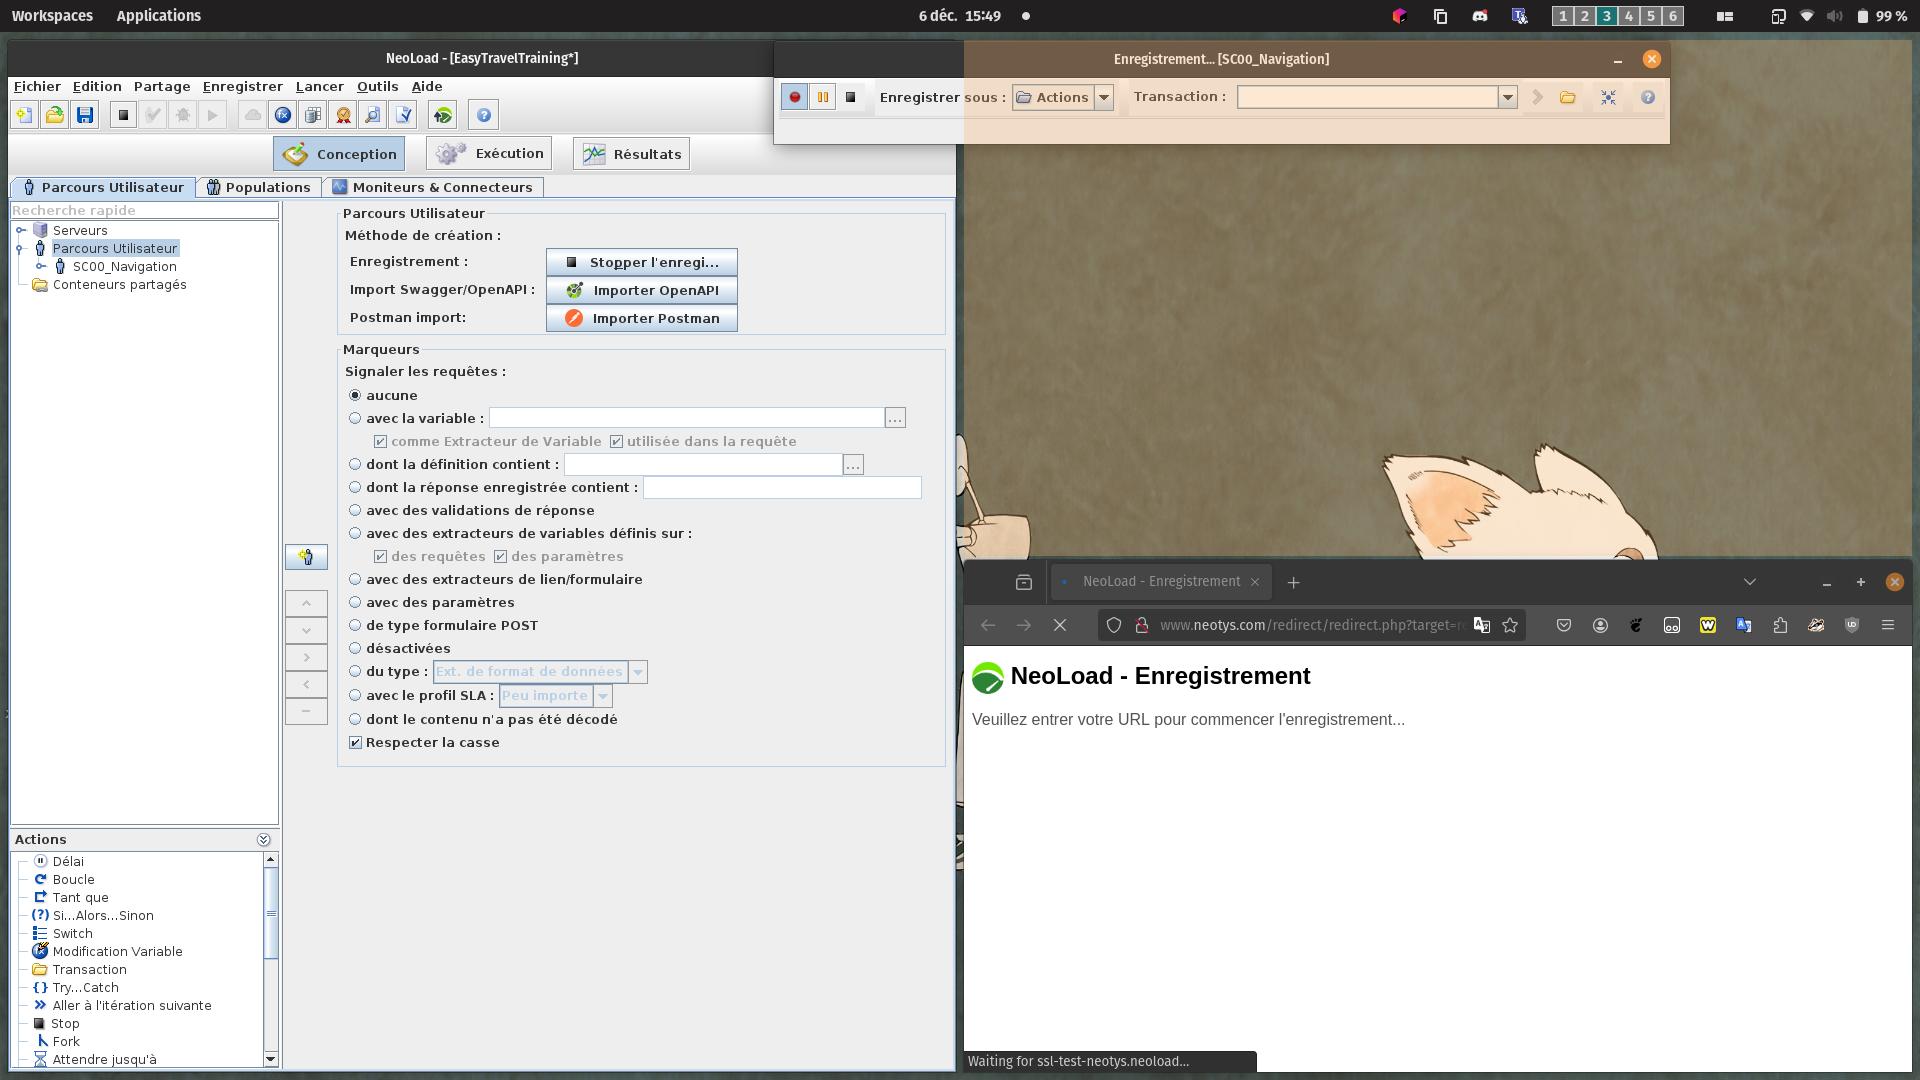 Workspaces Applications 6 déc. 15:49 1 2 3 4 5 6 99 %
NeoLoad - [EasyTravelTraining*]
Fichier Edition Partage Enregistrer Lancer Outils Aide
Conception Exécution Résultats
Parcours Utilisateur Populations Moniteurs & Connecteurs
Recherche rapide
Serveurs
Parcours Utilisateur
SC00_Navigation
Conteneurs partagés
Actions
Délai
Boucle
Tant que
Si...Alors...Sinon
Switch
Modification Variable
Transaction
Try...Catch
Aller à l'itération suivante
Stop
Fork
Attendre jusqu'à
Parcours Utilisateur
Méthode de création :
Enregistrement : Stopper l'enregi...
Import Swagger/OpenAPI : Importer OpenAPI
Postman import: Importer Postman
Marqueurs
Signaler les requêtes :
aucune
avec la variable : ...
comme Extracteur de Variable utilisée dans la requête
dont la définition contient : ...
dont la réponse enregistrée contient :
avec des validations de réponse
avec des extracteurs de variables définis sur :
des requêtes des paramètres
avec des extracteurs de lien/formulaire
avec des paramètres
de type formulaire POST
désactivées
du type : Ext. de format de données
avec le profil SLA : Peu importe
dont le contenu n'a pas été décodé
Respecter la casse
Enregistrement... [SC00_Navigation]
Enregistrer sous : Actions Transaction :
NeoLoad - Enregistrement
www.neotys.com/redirect/redirect.php?target=
NeoLoad - Enregistrement
Veuillez entrer votre URL pour commencer l'enregistrement...
Waiting for ssl-test-neotys.neoload...